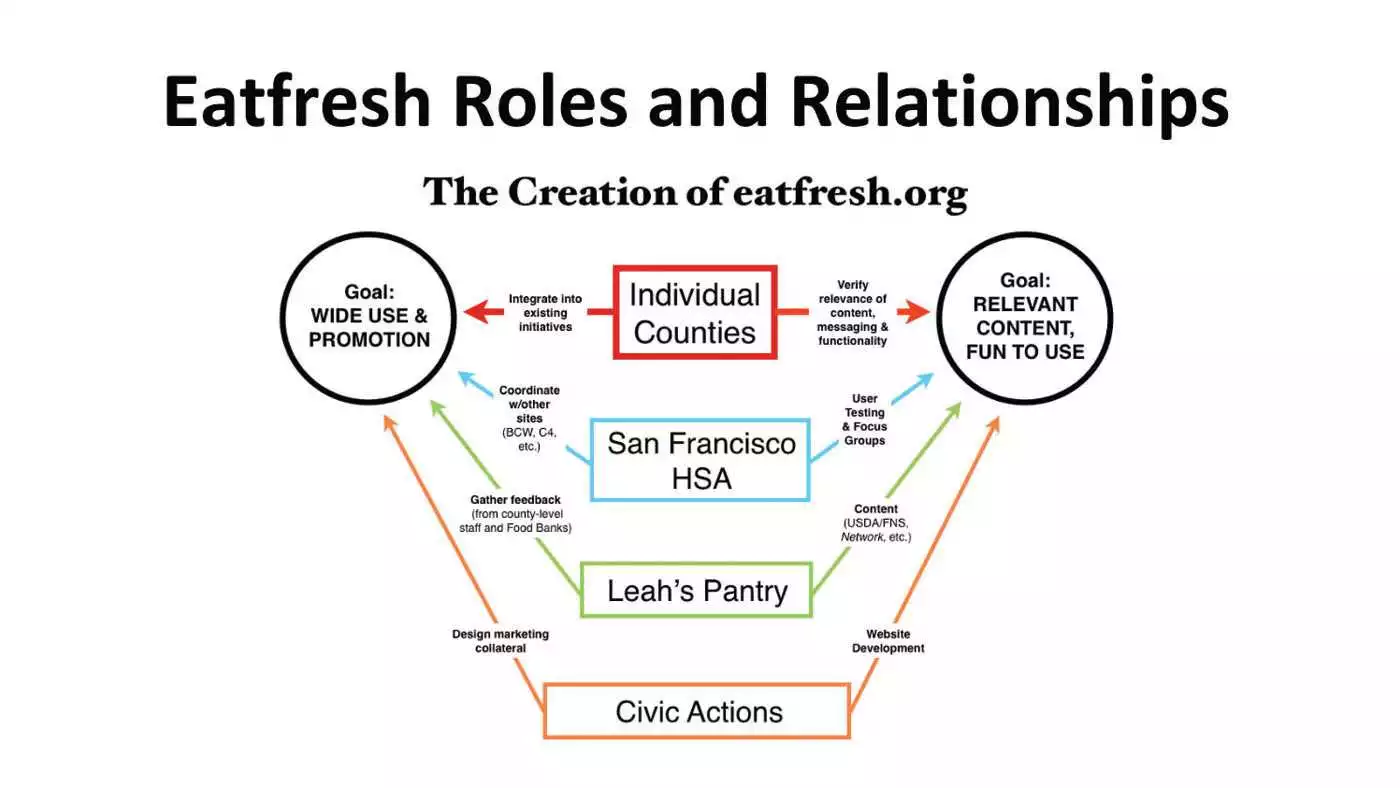 Eatfresh Roles and Relationships
The Creation of eatfresh.org
Goal:
WIDE USE &
PROMOTION
Integrate into
existing
initiatives
Individual
Counties
Verify
relevance of
content,
messaging &
functionality
Goal:
RELEVANT
CONTENT,
FUN TO USE
Coordinate
w/other
sites
(BCW, C4,
etc.)
San Francisco
HSA
User
Testing
& Focus
Groups
Gather feedback
(from county-level
staff and Food Banks)
Leah’s Pantry
Content
(USDA/FNS,
Network, etc.)
Design marketing
collateral
Civic Actions
Website
Development